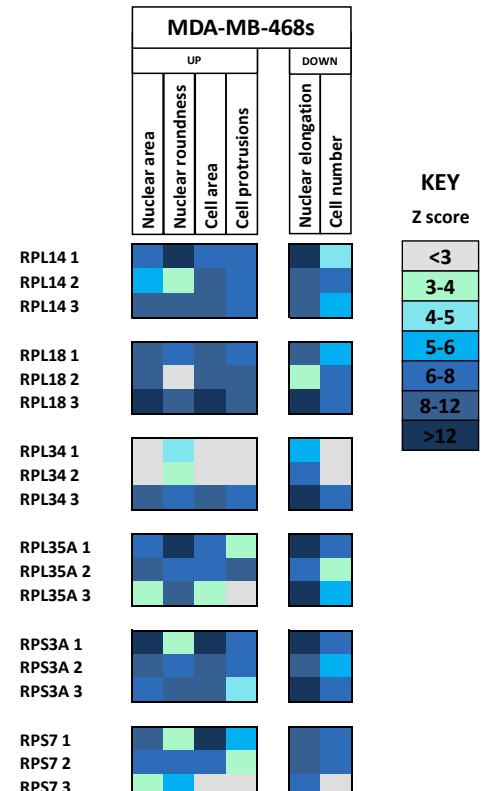 MDA-MB-468s
UP
DOWN
Nuclear area
Nuclear roundness
Cell area
Cell protrusions
Nuclear elongation
Cell number
KEY
Z score
<3
3-4
4-5
5-6
6-8
8-12
>12
RPL14 1
RPL14 2
RPL14 3
RPL18 1
RPL18 2
RPL18 3
RPL34 1
RPL34 2
RPL34 3
RPL35A 1
RPL35A 2
RPL35A 3
RPS3A 1
RPS3A 2
RPS3A 3
RPS7 1
RPS7 2
RPS7 3